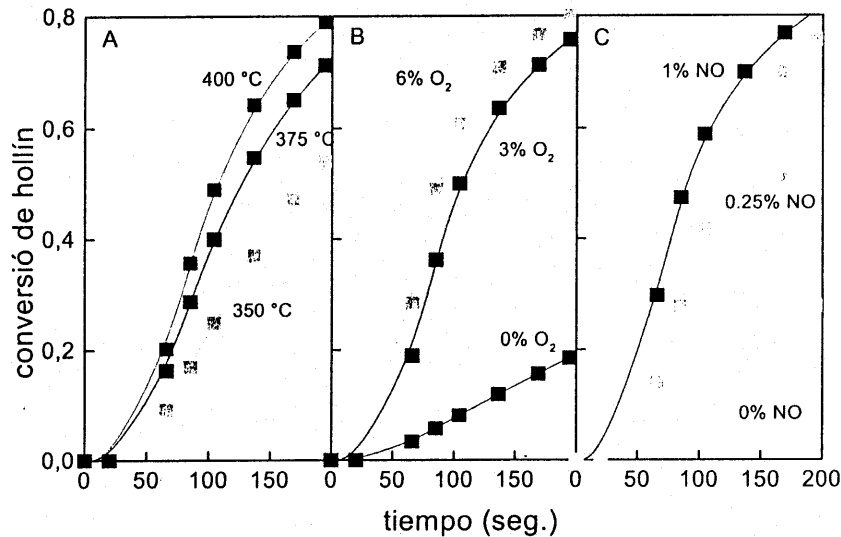 A
B
C
400 °C
375 °C
350 °C
6% O₂
3% O₂
0% O₂
1% NO
0.25% NO
0% NO
0,8
0,6
0,4
0,2
0,0
0 50 100 150 0 50 100 150 0 50 100 150 200
conversió de hollín
tiempo (seg.)